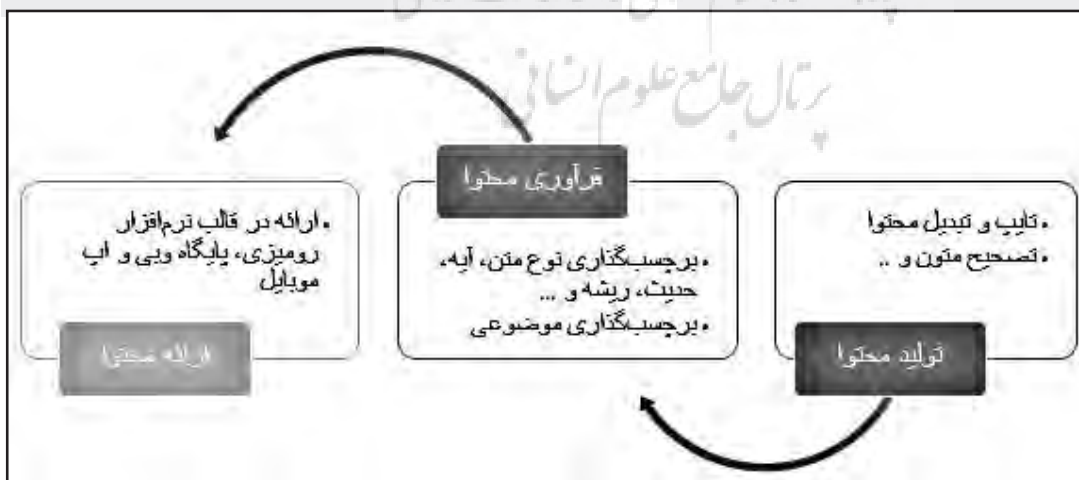 پرتال جامع علوم انسانی
تولید محتوا
• تایپ و تبدیل محتوا
• تصحیح متون و ..
فرآوری محتوا
• برچسب‌گذاری نوع متن، آیه،
حدیث، ریشه و ...
• برچسب‌گذاری موضوعی
ارائه محتوا
• ارائه در قالب نرم‌افزار
رومیزی، پایگاه وبی و اپ
موبایل